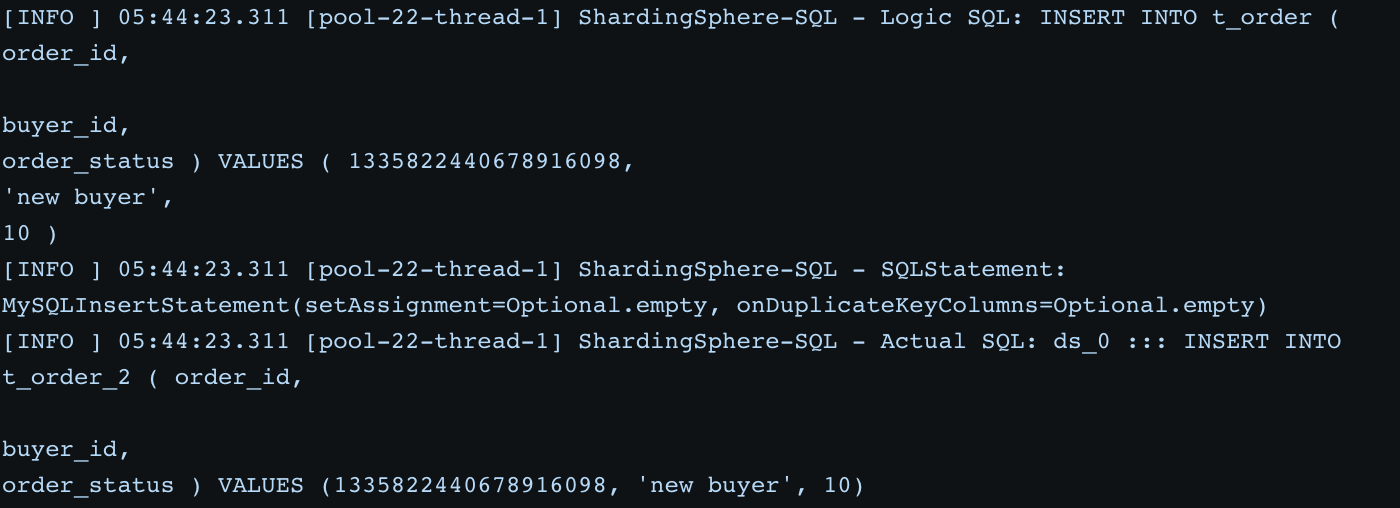 [INFO ] 05:44:23.311 [pool-22-thread-1] ShardingSphere-SQL - Logic SQL: INSERT INTO t_order (
order_id,
buyer_id,
order_status ) VALUES ( 1335822440678916098,
'new buyer',
10 )
[INFO ] 05:44:23.311 [pool-22-thread-1] ShardingSphere-SQL - SQLStatement:
MySQLInsertStatement(setAssignment=Optional.empty, onDuplicateKeyColumns=Optional.empty)
[INFO ] 05:44:23.311 [pool-22-thread-1] ShardingSphere-SQL - Actual SQL: ds_0 ::: INSERT INTO
t_order_2 ( order_id,
buyer_id,
order_status ) VALUES (1335822440678916098, 'new buyer', 10)